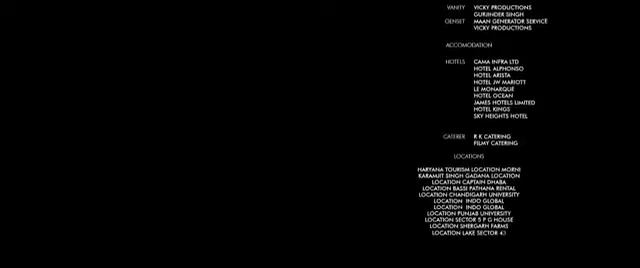 VANITY VICKY PRODUCTIONS
GURJINDER SINGH
GENSET MAAN GENERATOR SERVICE
VICKY PRODUCTIONS
ACCOMODATION
HOTELS CAMA INFRA LTD
HOTEL ALPHONSO
HOTEL ARISTA
HOTEL JW MARIOTT
LE MONARQUE
HOTEL OCEAN
JAMES HOTELS LIMITED
HOTEL KINGS
SKY HEIGHTS HOTEL
CATERER R K CATERING
FILMY CATERING
LOCATIONS
HARYANA TOURISM LOCATION MORNI
KARAMJIT SINGH GADANA LOCATION
LOCATION CAPTAIN DHABA
LOCATION BASSI PATHANA RENTAL
LOCATION CHANDIGARH UNIVERSITY
LOCATION INDO GLOBAL
LOCATION INDO GLOBAL
LOCATION PUNJAB UNIVERSITY
LOCATION SECTOR 5 P G HOUSE
LOCATION SHERGARH FARMS
LOCATION LAKE SECTOR 43